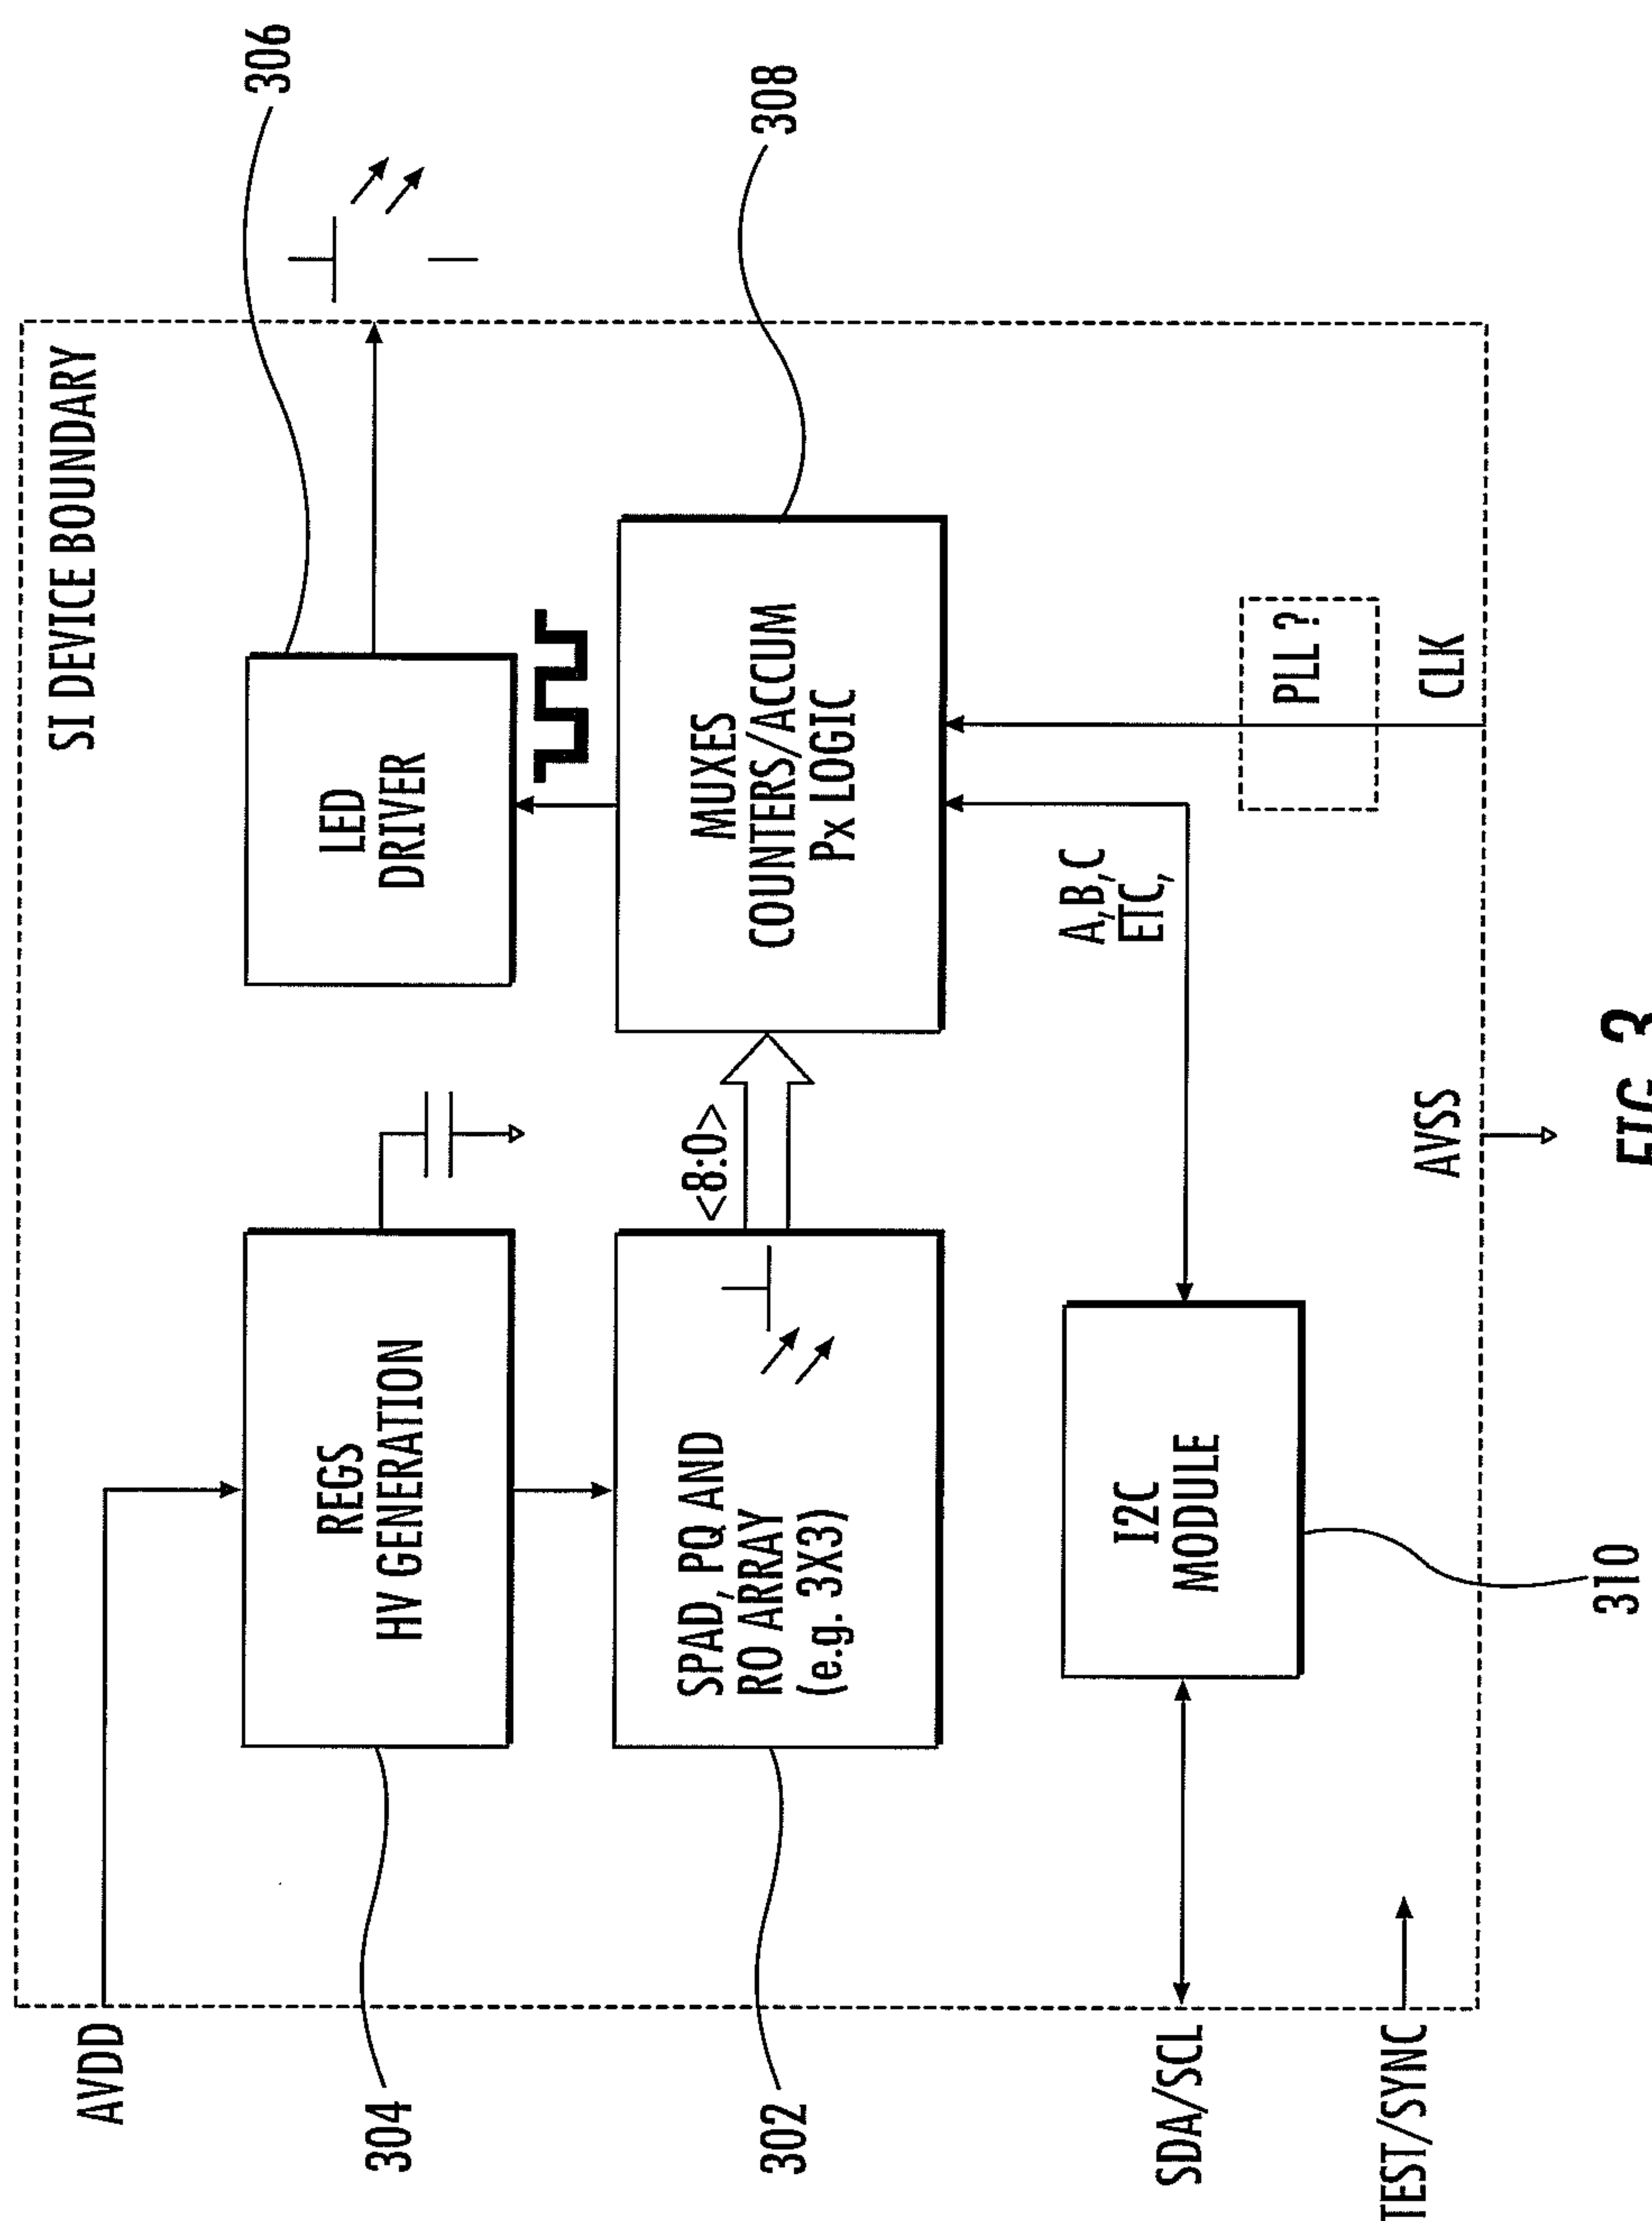 SI DEVICE BOUNDARY
306
AVDD
REGS
HV GENERATION
LED
DRIVER
304
308
SPAD, PQ AND
RO ARRAY
(e.g. 3X3)
<8:0>
MUXES
COUNTERS/ACCUM
Px LOGIC
302
A,B,C
ETC,
I2C
MODULE
PLL ?
SDA/SCL
TEST/SYNC
AVSS
CLK
310
FIG. 3